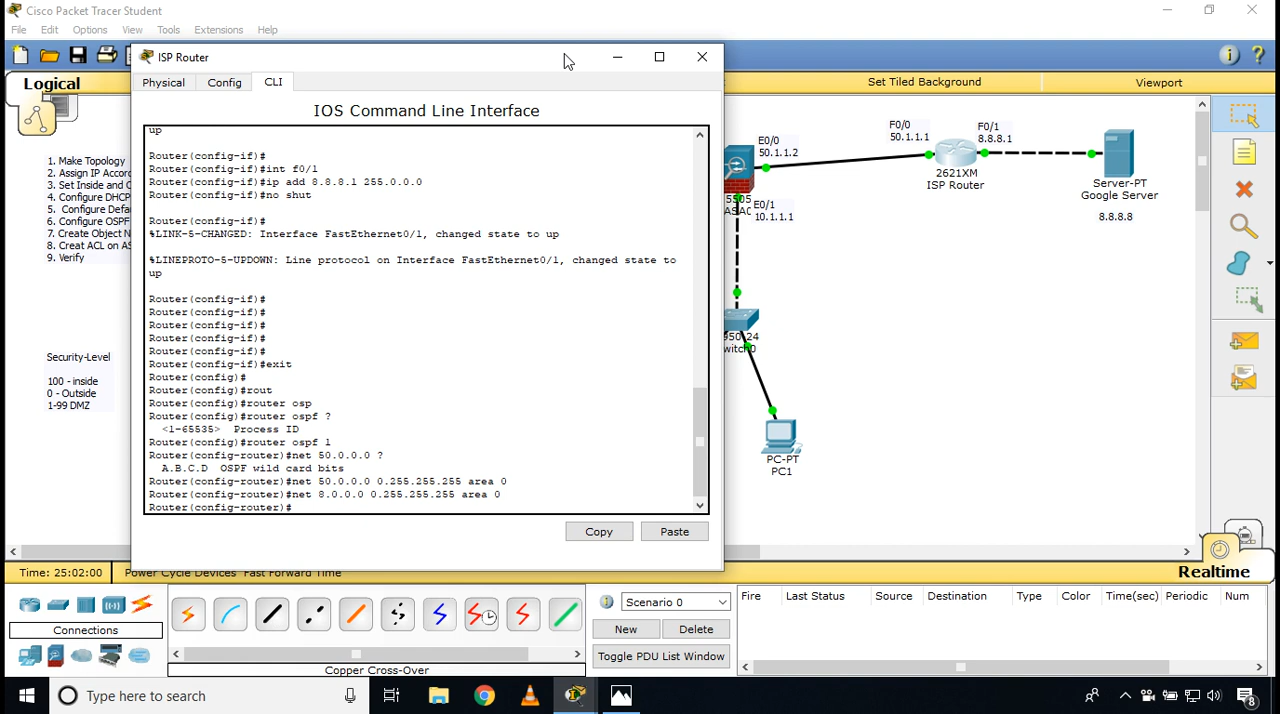 Cisco Packet Tracer Student
File Edit Options View Tools Extensions Help
Logical
Set Tiled Background
Viewport
1. Make Topology
2. Assign IP Accord
3. Set Inside and C
4. Configure DHCP
5. Configure Defau
6. Configure OSPF
7. Create Object N
8. Creat ACL on AS
9. Verify
Security-Level
100 - inside
0 - Outside
1-99 DMZ
ISP Router
Physical Config CLI
IOS Command Line Interface
up
Router(config-if)#
Router(config-if)#int f0/1
Router(config-if)#ip add 8.8.8.1 255.0.0.0
Router(config-if)#no shut
Router(config-if)#
%LINK-5-CHANGED: Interface FastEthernet0/1, changed state to up
%LINEPROTO-5-UPDOWN: Line protocol on Interface FastEthernet0/1, changed state to
up
Router(config-if)#
Router(config-if)#
Router(config-if)#
Router(config-if)#
Router(config-if)#
Router(config-if)#exit
Router(config)#
Router(config)#rout
Router(config)#router osp
Router(config)#router ospf ?
<1-65535> Process ID
Router(config)#router ospf 1
Router(config-router)#net 50.0.0.0 ?
A.B.C.D OSPF wild card bits
Router(config-router)#net 50.0.0.0 0.255.255.255 area 0
Router(config-router)#net 8.0.0.0 0.255.255.255 area 0
Router(config-router)#
Copy
Paste
E0/0
50.1.1.2
5505
ASA0
E0/1
10.1.1.1
F0/0
50.1.1.1
F0/1
8.8.8.1
2621XM
ISP Router
Server-PT
Google Server
8.8.8.8
950-24
witch0
PC-PT
PC1
Time: 25:02:00
Power Cycle Devices Fast Forward Time
Realtime
Connections
Copper Cross-Over
Scenario 0
New
Delete
Toggle PDU List Window
Fire Last Status Source Destination Type Color Time(sec) Periodic Num
Type here to search
8